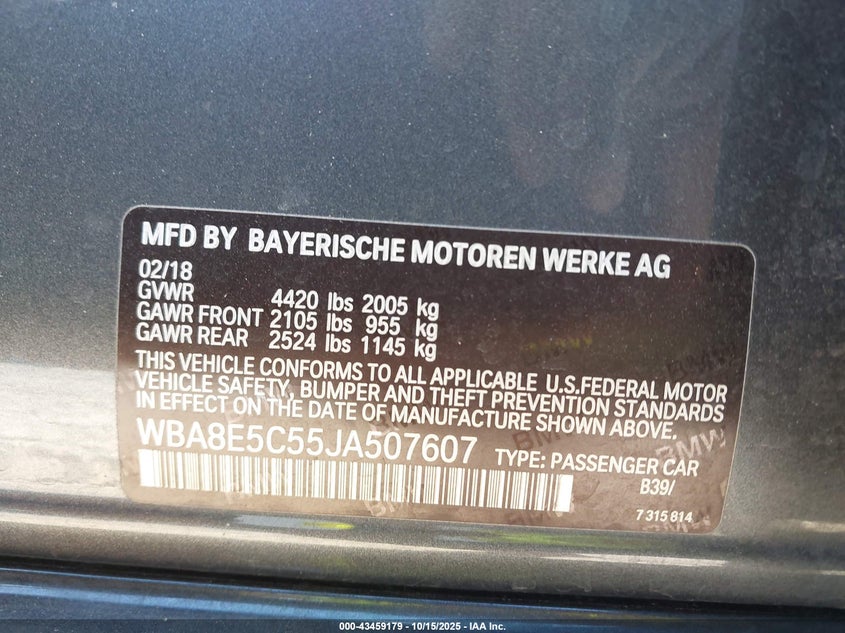 MFD BY BAYERISCHE MOTOREN WERKE AG
02/18
GVWR 4420 lbs 2005 kg
GAWR FRONT 2105 lbs 955 kg
GAWR REAR 2524 lbs 1145 kg
THIS VEHICLE CONFORMS TO ALL APPLICABLE U.S.FEDERAL MOTOR
VEHICLE SAFETY, BUMPER AND THEFT PREVENTION STANDARDS
IN EFFECT ON THE DATE OF MANUFACTURE SHOWN ABOVE.
WBA8E5C55JA507607 TYPE: PASSENGER CAR
B39/
7 315 814
000-43459179 - 10/15/2025 - IAA Inc.